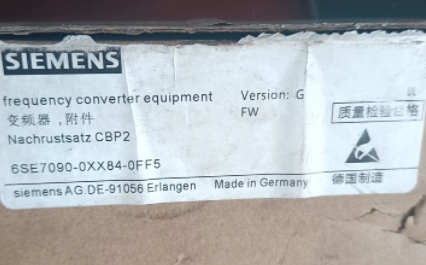 SIEMENS
frequency converter equipment
变频器,附件
Nachrustsatz CBP2
6SE7090-0XX84-0FF5
siemens AG.DE-91056 Erlangen
Made in Germany
Version: G
FW
UL
质量检验合格
德国制造